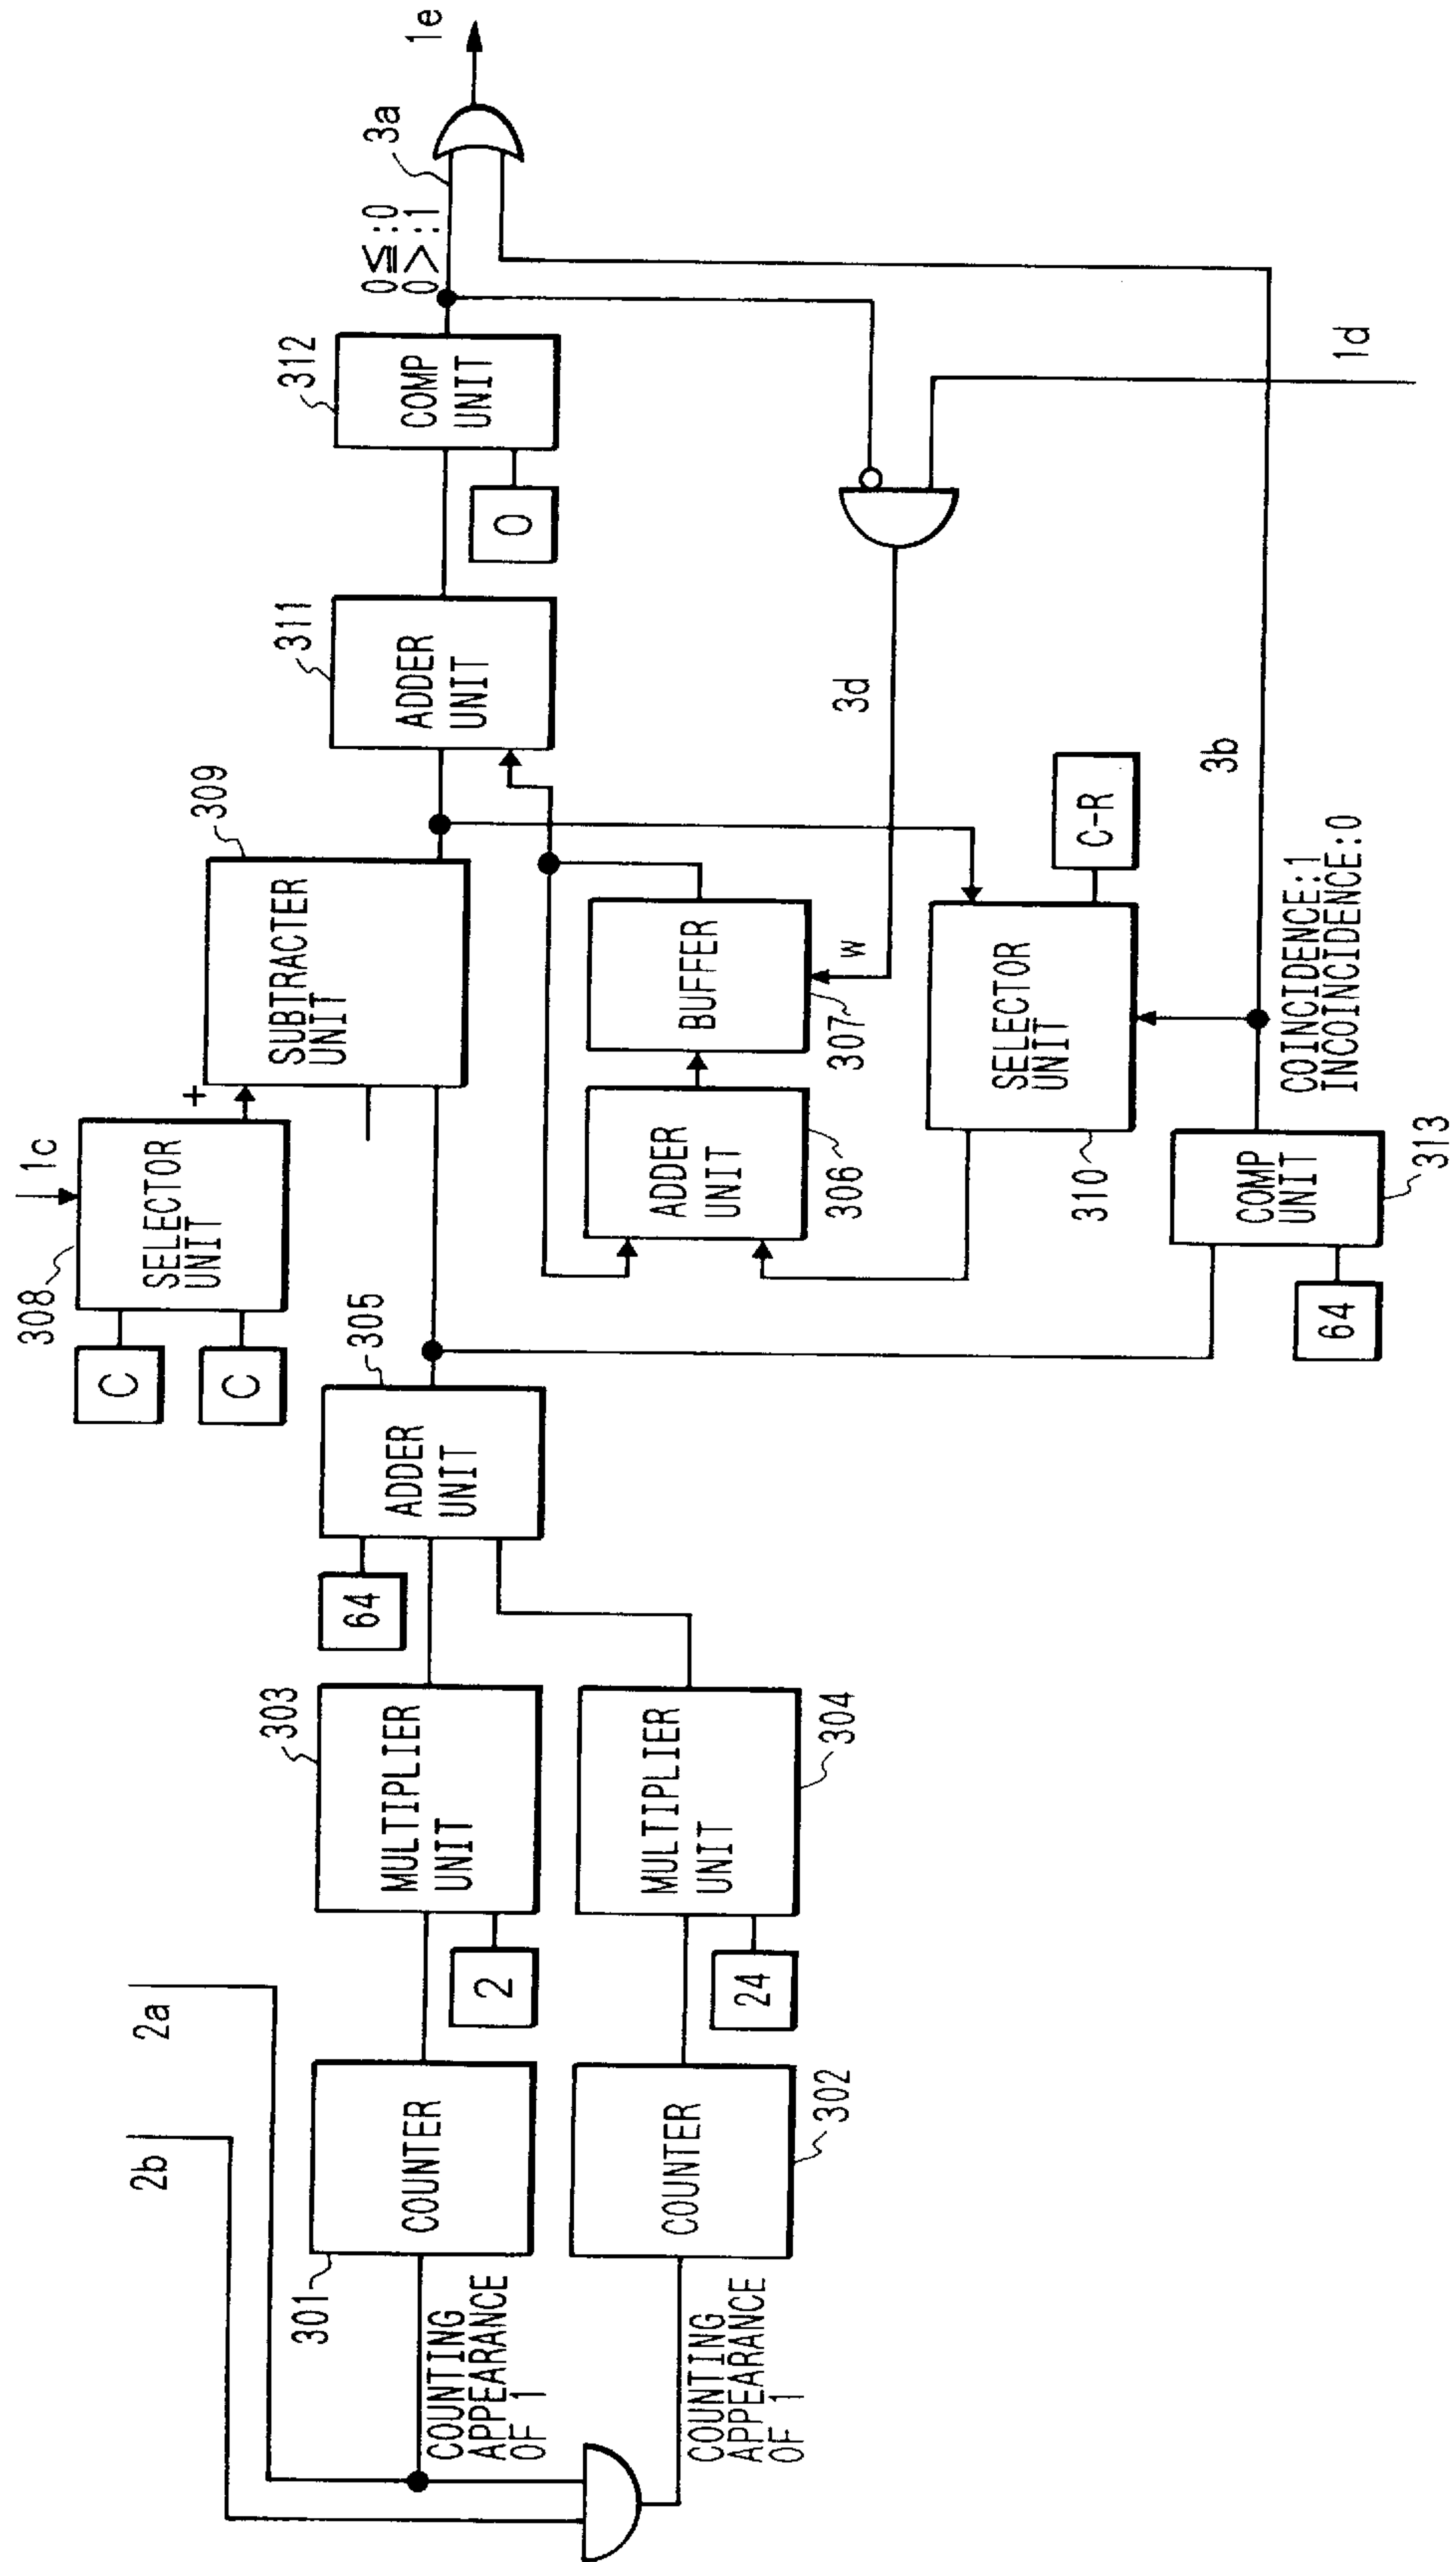 2b
2a
COUNTING
APPEARANCE
OF 1
301
COUNTER
2
303
MULTIPLIER
UNIT
64
305
ADDER
UNIT
COUNTING
APPEARANCE
OF 1
302
COUNTER
24
304
MULTIPLIER
UNIT
C
C
308
SELECTOR
UNIT
1c
+
309
SUBTRACTER
UNIT
311
ADDER
UNIT
0
312
COMP
UNIT
0≦:0
0>:1
3a
1e
306
ADDER
UNIT
307
BUFFER
w
3d
310
SELECTOR
UNIT
C-R
64
313
COMP
UNIT
COINCIDENCE:1
INCOINCIDENCE:0
3b
1d